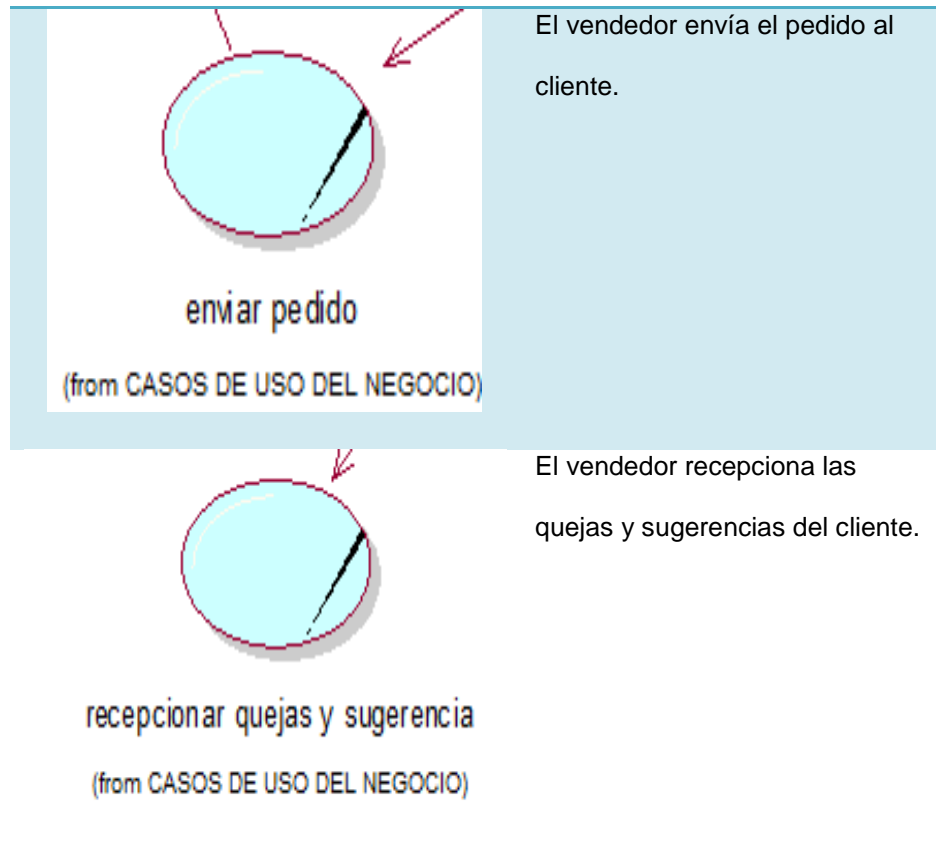 El vendedor envía el pedido al
cliente.
enviar pedido
(from CASOS DE USO DEL NEGOCIO)
El vendedor recepciona las
quejas y sugerencias del cliente.
recepcionar quejas y sugerencia
(from CASOS DE USO DEL NEGOCIO)